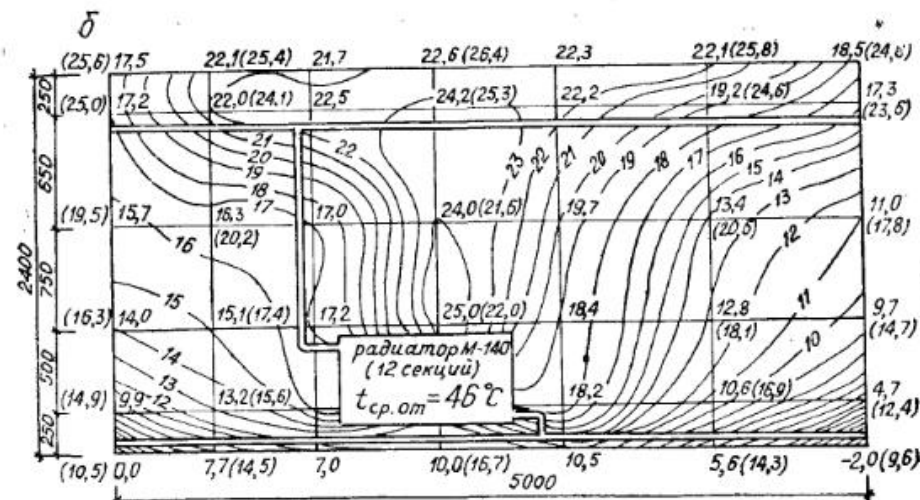 б
(25,6) 17,5 22,1(25,4) 21,7 22,6 (26,4) 22,3 22,1(25,8) 18,5(24,6)
250
(25,0) 17,2 22,0(24,1) 22,5 24,2(25,3) 22,2 19,2(24,6) 17,3
(23,6)
21 22 23 22 21 20 19 18 17 16
20 15
19 14
18 13
17
650
(19,5) 15,7 16,3 17,0 24,0(21,6) 19,7 13,4 11,0
(20,2) (20,5) (17,8)
16 12
2400
750
15 11
(16,3) 14,0 15,1(17,4) 17,2 25,0(22,0) 18,4 12,8 9,7
(18,1) (14,7)
14 10
радиатор М-140
(12 секций)
tср.от = 46°C
500
13
(14,9) 9,9 12 13,2(15,6) 18,2 10,6(16,9) 4,7
(12,4)
250
(10,5) 0,0 7,7(14,5) 7,0 10,0(16,7) 10,5 5,6(14,3) -2,0(9,6)
5000